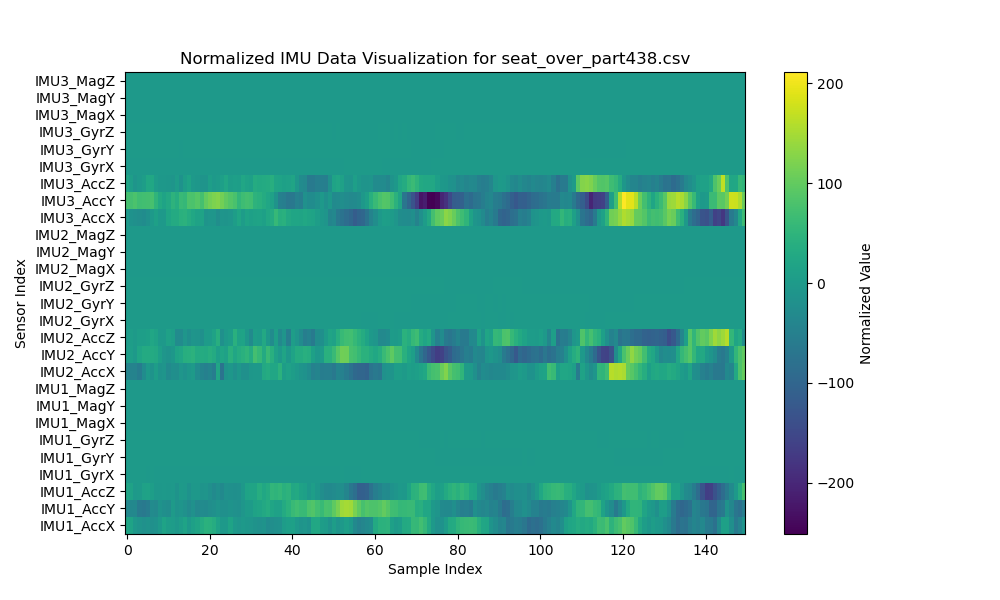 Normalized IMU Data Visualization for seat_over_part438.csv
IMU3_MagZ
IMU3_MagY
IMU3_MagX
IMU3_GyrZ
IMU3_GyrY
IMU3_GyrX
IMU3_AccZ
IMU3_AccY
IMU3_AccX
IMU2_MagZ
IMU2_MagY
IMU2_MagX
IMU2_GyrZ
IMU2_GyrY
IMU2_GyrX
IMU2_AccZ
IMU2_AccY
IMU2_AccX
IMU1_MagZ
IMU1_MagY
IMU1_MagX
IMU1_GyrZ
IMU1_GyrY
IMU1_GyrX
IMU1_AccZ
IMU1_AccY
IMU1_AccX
Sensor Index
0 20 40 60 80 100 120 140
Sample Index
200
100
0
−100
−200
Normalized Value